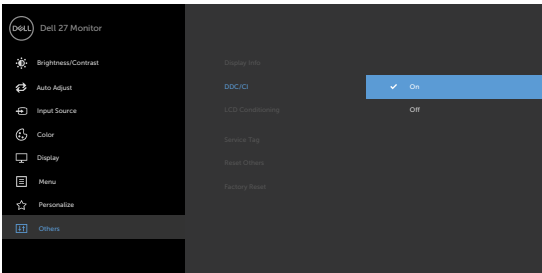 DELL Dell 27 Monitor
Brightness/Contrast
Auto Adjust
Input Source
Color
Display
Menu
Personalize
Others
Display Info
DDC/CI
LCD Conditioning
Service Tag
Reset Others
Factory Reset
On
Off